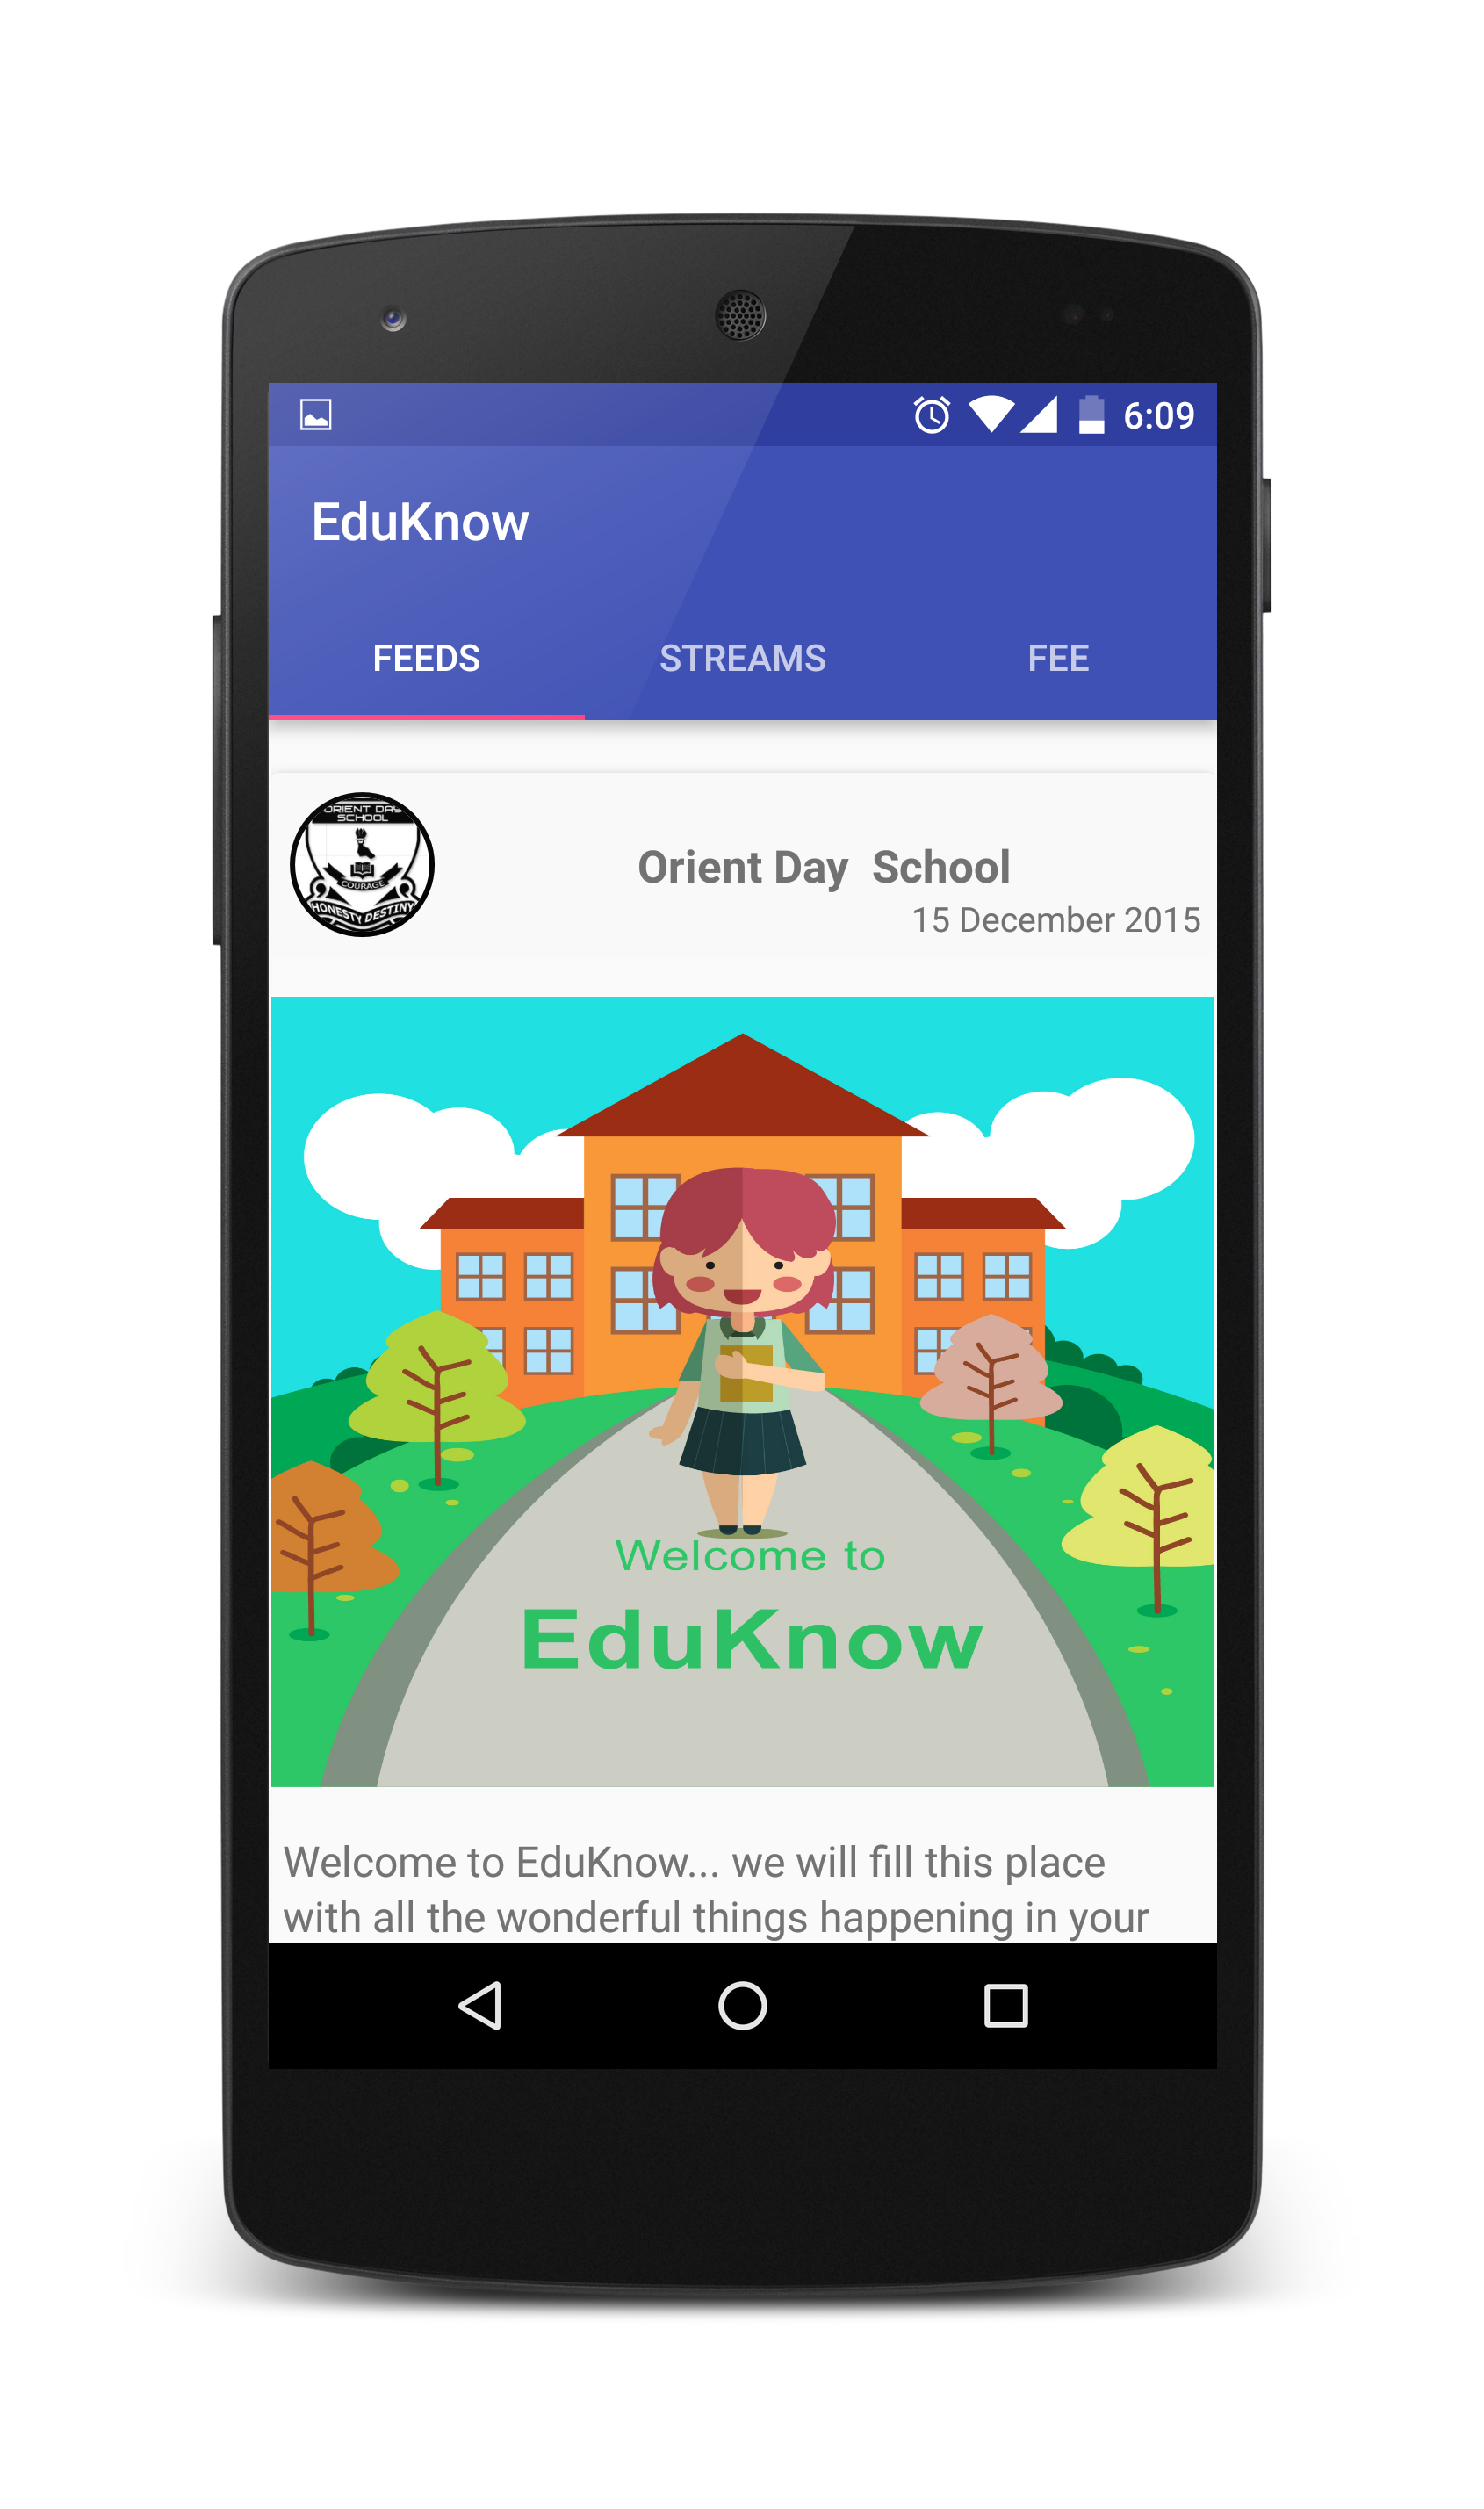 6:09
EduKnow
FEEDS STREAMS FEE
ORIENT DAY
SCHOOL
COURAGE
HONESTY DESTINY
Orient Day School
15 December 2015
Welcome to
EduKnow
Welcome to EduKnow... we will fill this place
with all the wonderful things happening in your